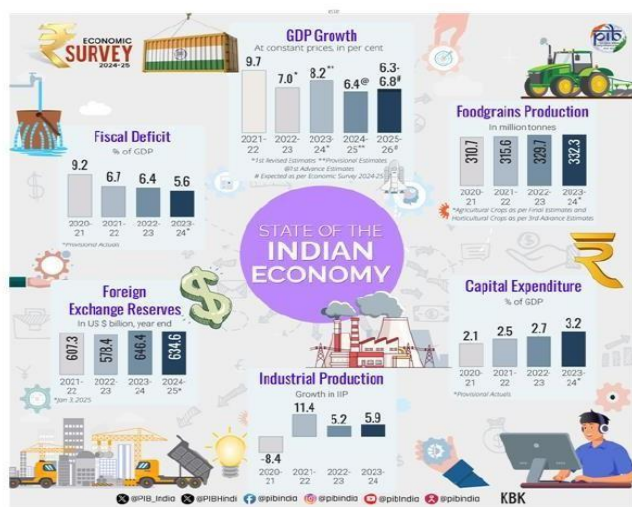 KBK
ECONOMIC
SURVEY
2024-25
pib
GDP Growth
At constant prices, in per cent
9.7
7.0*
8.2**
6.4@
6.3-
6.8#
2021-
22
2022-
23
2023-
24*
2024-
25**
2025-
26#
*1st Revised Estimates **Provisional Estimates
@1st Advance Estimates
# Expected as per Economic Survey 2024-25
Fiscal Deficit
% of GDP
9.2
6.7
6.4
5.6
2020-
21
2021-
22
2022-
23
2023-
24*
*Provisional Actuals
Foodgrains Production
In million tonnes
310.7
315.6
329.7
332.3
2020-
21
2021-
22
2022-
23
2023-
24*
*Agricultural Crops as per Final Estimates and
Horticultural Crops as per 3rd Advance Estimates
STATE OF THE
INDIAN
ECONOMY
Foreign
Exchange Reserves
In US $ billion, year end
607.3
578.4
646.4
634.6
2021-
22
2022-
23
2023-
24
2024-
25*
*Jan 3, 2025
Capital Expenditure
% of GDP
2.1
2.5
2.7
3.2
2020-
21
2021-
22
2022-
23
2023-
24*
*Provisional Actuals
Industrial Production
Growth in IIP
-8.4
11.4
5.2
5.9
2020-
21
2021-
22
2022-
23
2023-
24
@PIB_India
@PIBHindi
@pibindia
@pibindia
@pibIndia
@pibindia
KBK